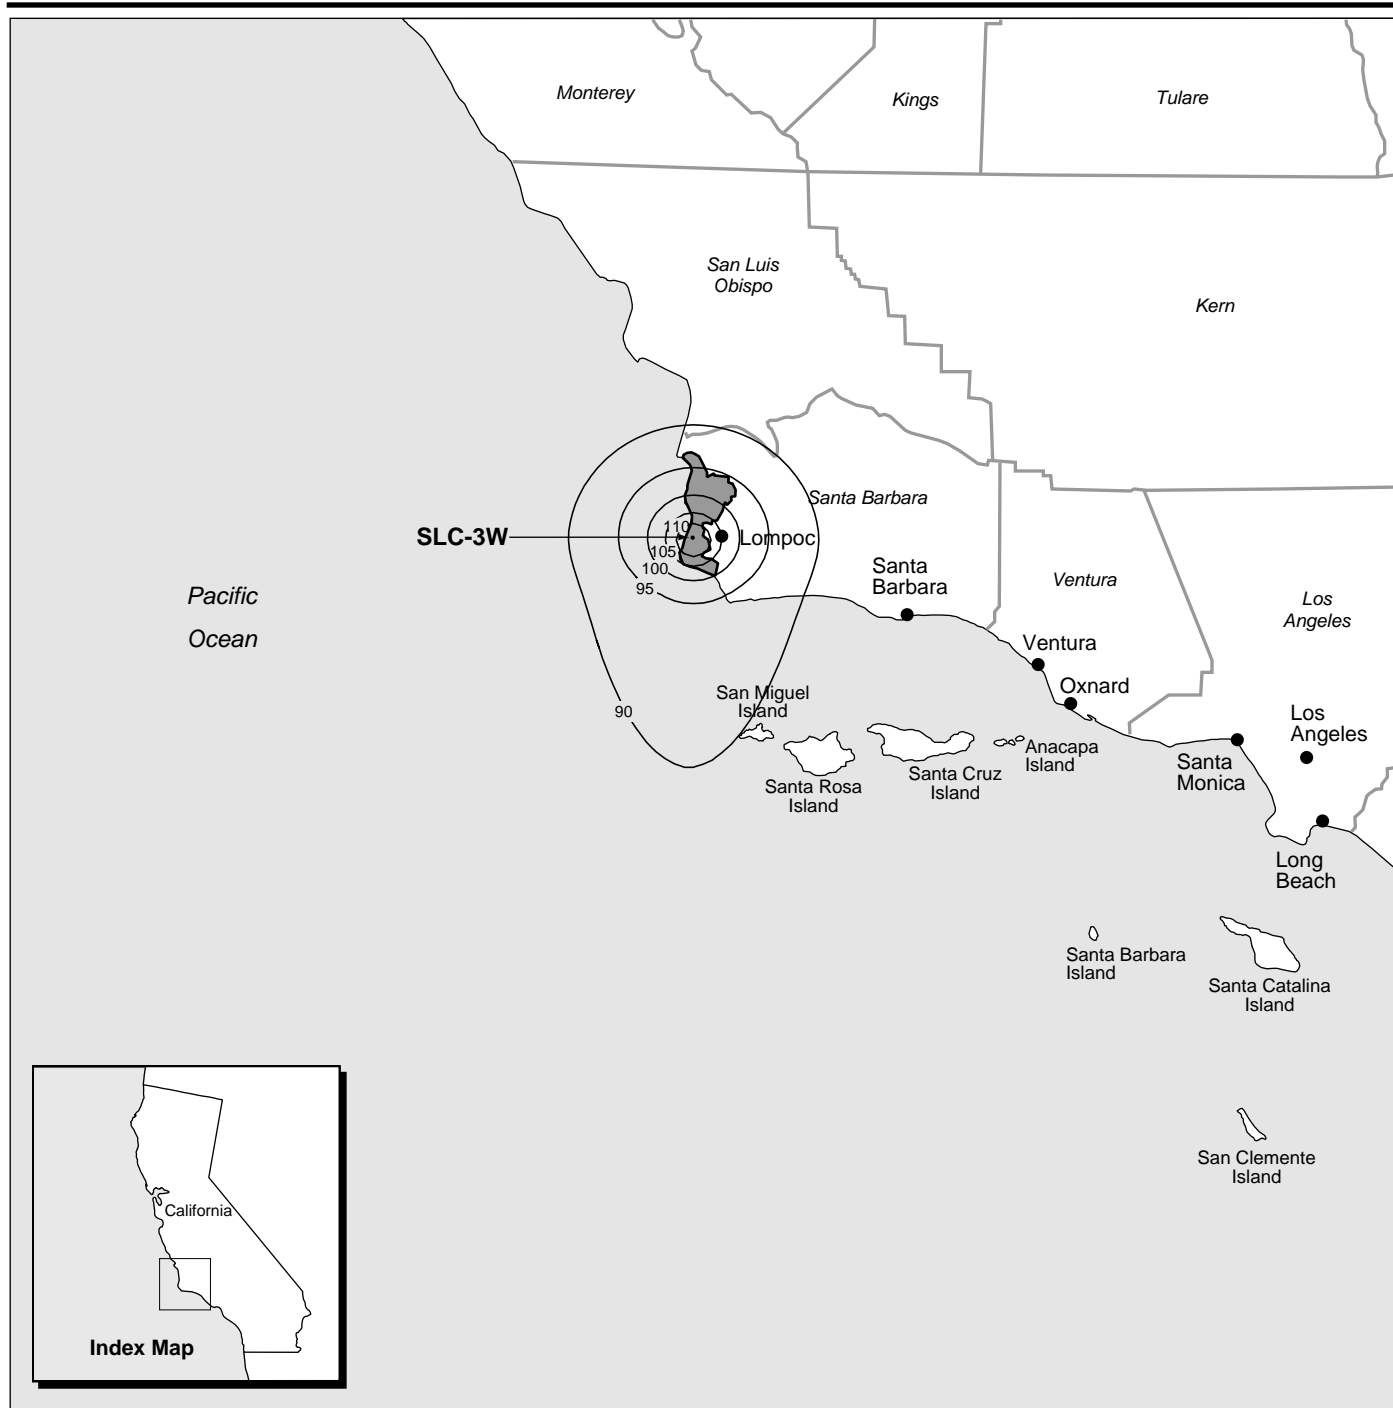 Monterey
Kings
Tulare
San Luis
Obispo
Kern
Santa Barbara
110
SLC-3W
Lompoc
105
100
95
Santa
Barbara
Ventura
Los
Angeles
Pacific
Ocean
Ventura
Oxnard
90
San Miguel
Island
Los
Angeles
Anacapa
Island
Santa
Monica
Santa Cruz
Island
Santa Rosa
Island
Long
Beach
Santa Barbara
Island
Santa Catalina
Island
San Clemente
Island
California
Index Map